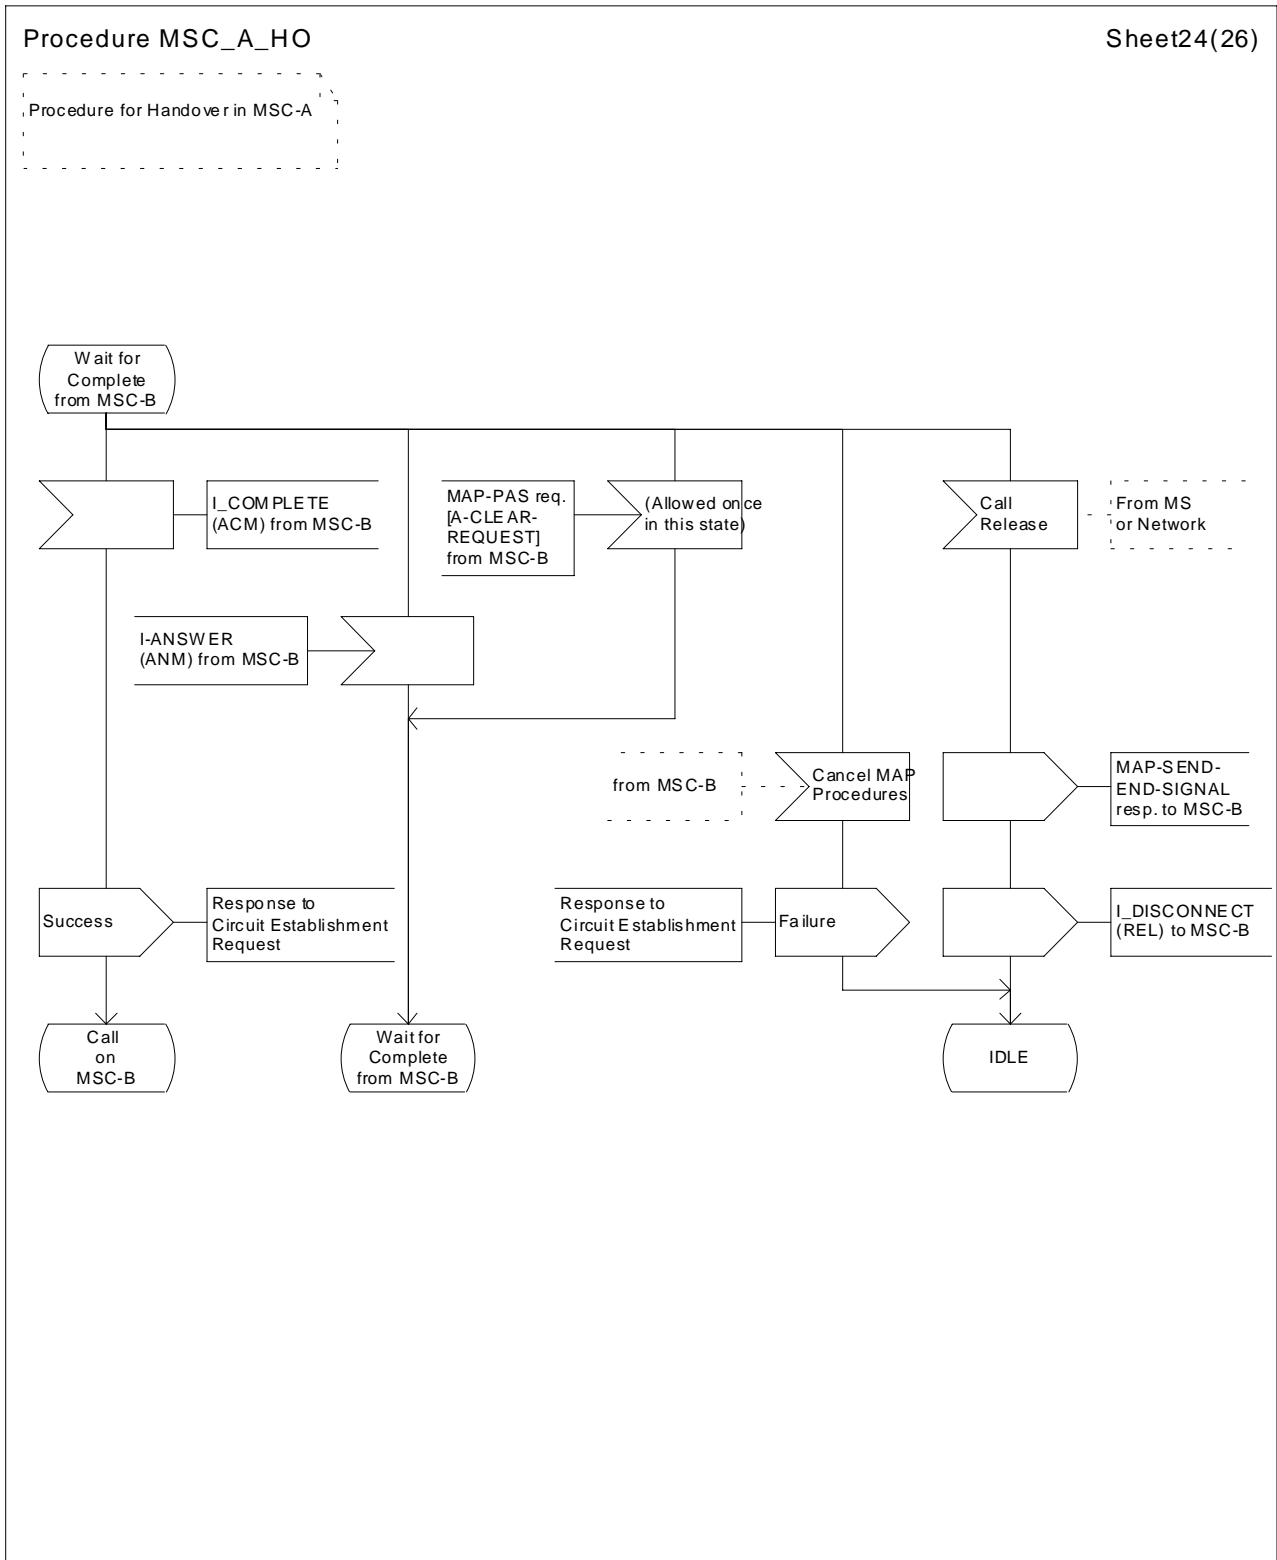 Procedure MSC_A_HO
Sheet24(26)
Procedure for Handover in MSC-A
Wait for
Complete
from MSC-B
I_COMPLETE
(ACM) from MSC-B
MAP-PAS req.
[A-CLEAR-
REQUEST]
from MSC-B
(Allowed once
in this state)
Call
Release
From MS
or Network
I-ANSWER
(ANM) from MSC-B
from MSC-B
Cancel MAP
Procedures
MAP-SEND-
END-SIGNAL
resp. to MSC-B
Success
Response to
Circuit Establishment
Request
Response to
Circuit Establishment
Request
Failure
I_DISCONNECT
(REL) to MSC-B
Call
on
MSC-B
Wait for
Complete
from MSC-B
IDLE